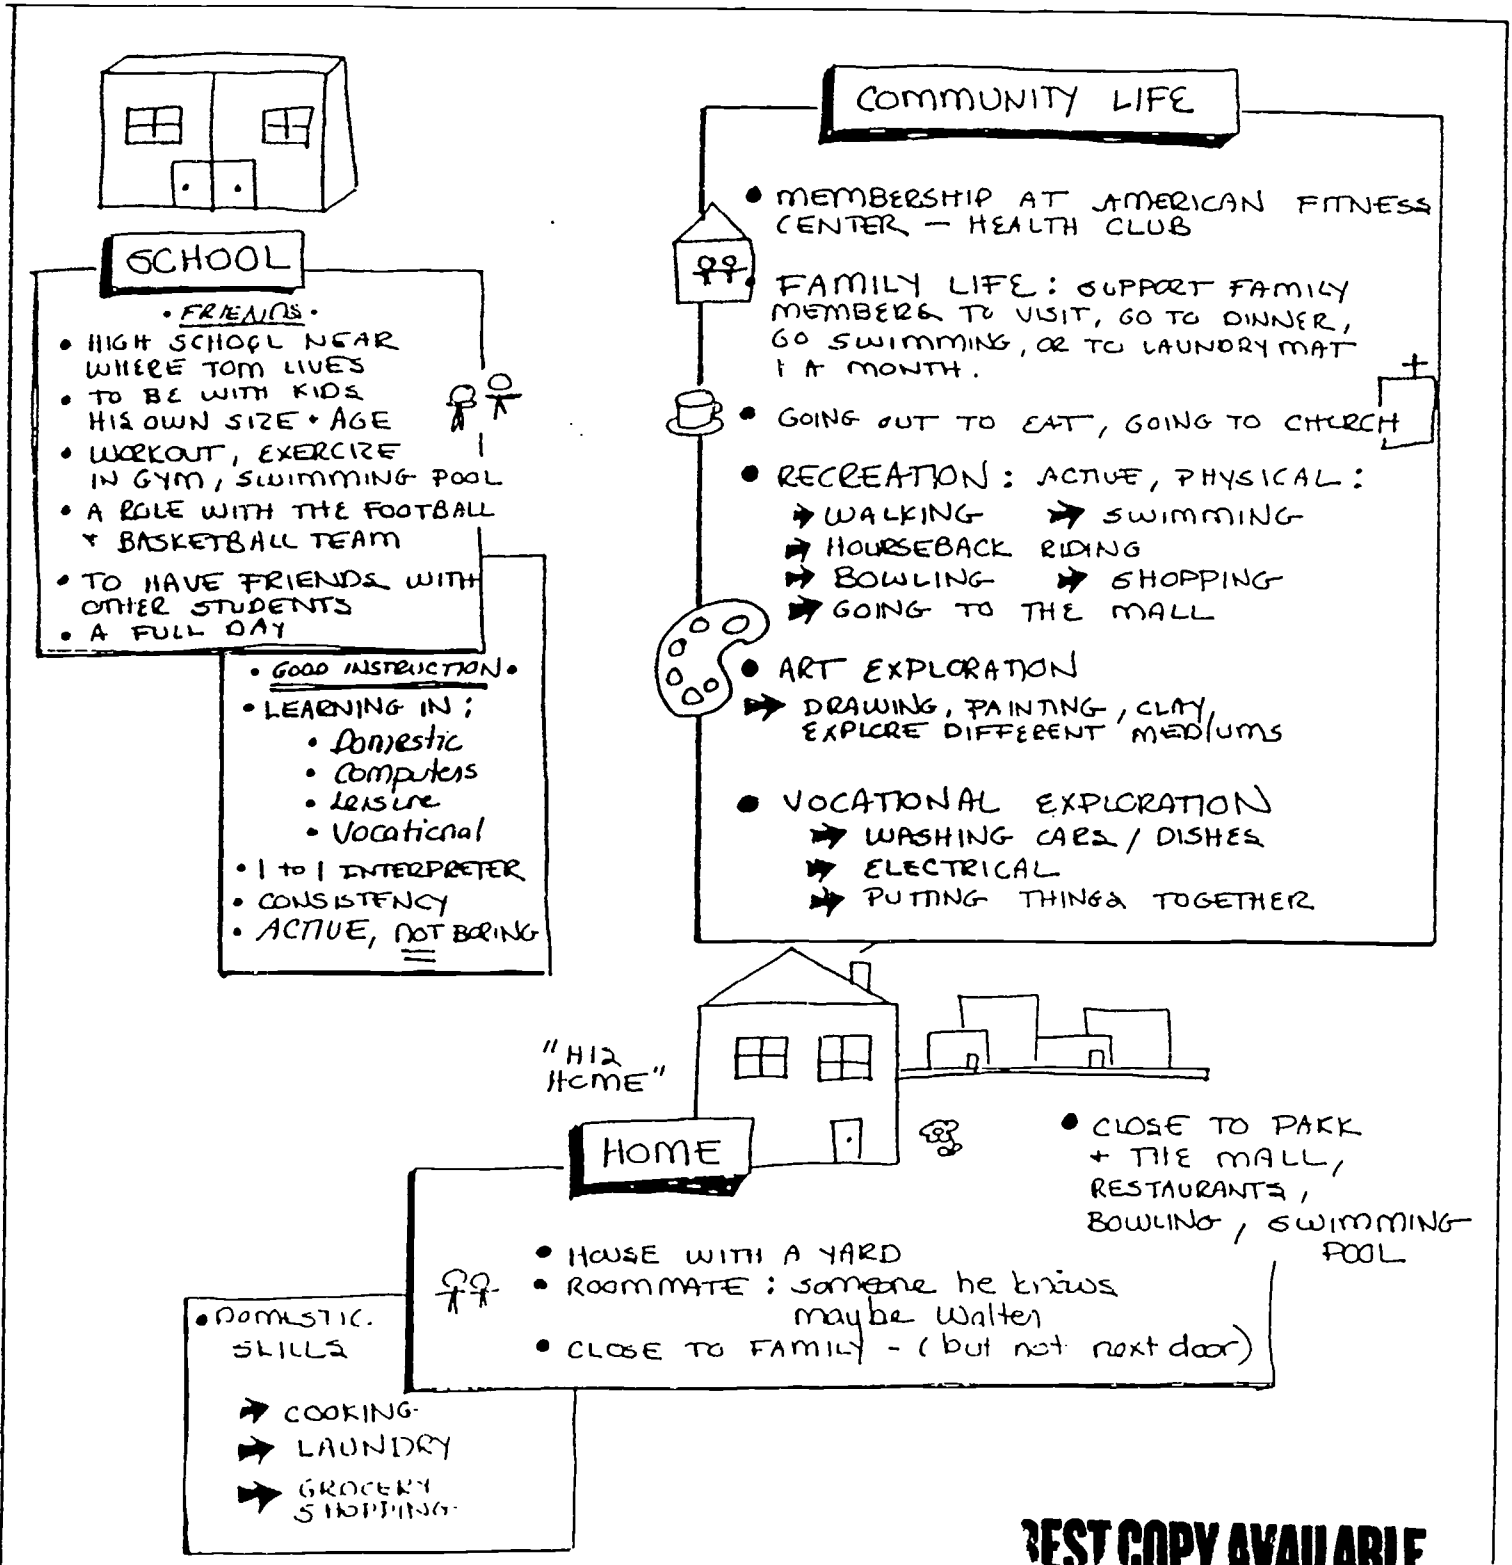 SCHOOL
• FRIENDS •
• HIGH SCHOOL NEAR
WHERE TOM LIVES
• TO BE WITH KIDS
HIS OWN SIZE + AGE
• WORKOUT, EXERCIZE
IN GYM, SWIMMING POOL
• A ROLE WITH THE FOOTBALL
+ BASKETBALL TEAM
• TO HAVE FRIENDS WITH
OTHER STUDENTS
• A FULL DAY
• GOOD INSTRUCTION •
• LEARNING IN :
• Domestic
• Computers
• Leisure
• Vocational
• 1 to 1 INTERPRETER
• CONSISTENCY
• ACTIVE, NOT BORING
COMMUNITY LIFE
• MEMBERSHIP AT AMERICAN FITNESS
CENTER – HEALTH CLUB
• FAMILY LIFE : SUPPORT FAMILY
MEMBERS TO VISIT, GO TO DINNER,
GO SWIMMING, OR TO LAUNDRY MAT
1 A MONTH.
• GOING OUT TO EAT, GOING TO CHURCH
• RECREATION : ACTIVE, PHYSICAL :
➔ WALKING ➔ SWIMMING
➔ HOURSEBACK RIDING
➔ BOWLING ➔ SHOPPING
➔ GOING TO THE MALL
• ART EXPLORATION
➔ DRAWING, PAINTING, CLAY,
EXPLORE DIFFERENT MEDIUMS
• VOCATIONAL EXPLORATION
➔ WASHING CARS / DISHES
➔ ELECTRICAL
➔ PUTTING THINGS TOGETHER
"HIS
HOME"
HOME
• CLOSE TO PARK
+ THE MALL,
RESTAURANTS,
BOWLING, SWIMMING
POOL
• HOUSE WITH A YARD
• ROOMMATE : someone he knows
maybe Walter
• CLOSE TO FAMILY - (but not next door)
• DOMESTIC
SKILLS
➔ COOKING
➔ LAUNDRY
➔ GROCERY
SHOPPING
BEST COPY AVAILABLE